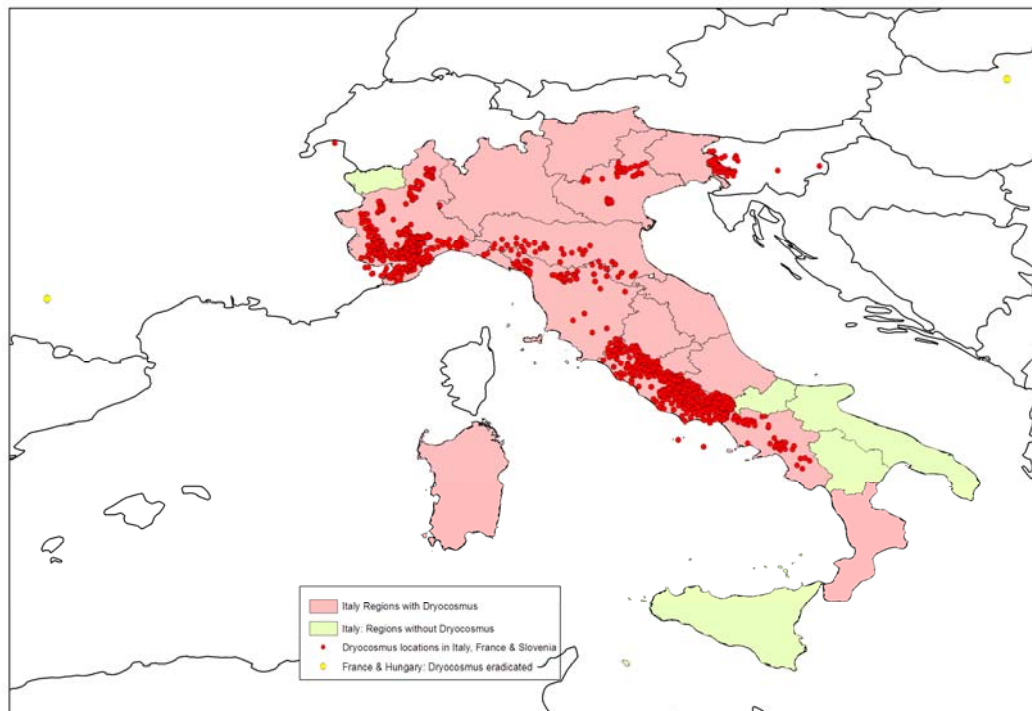 Italy Regions with Dryocosmus
Italy: Regions without Dryocosmus
Dryocosmus locations in Italy, France & Slovenia
France & Hungary: Dryocosmus eradicated